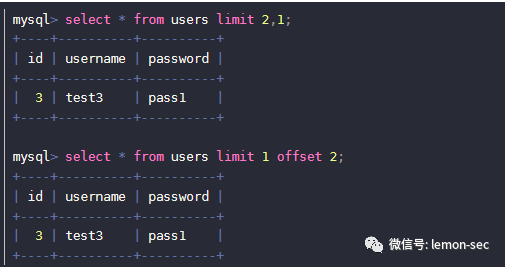 mysql> select * from users limit 2,1;
+----+----------+----------+
| id | username | password |
+----+----------+----------+
|  3 | test3    | pass1    |
+----+----------+----------+
mysql> select * from users limit 1 offset 2;
+----+----------+----------+
| id | username | password |
+----+----------+----------+
|  3 | test3    | pass1    |
+----+----------+----------+
微信号: lemon-sec